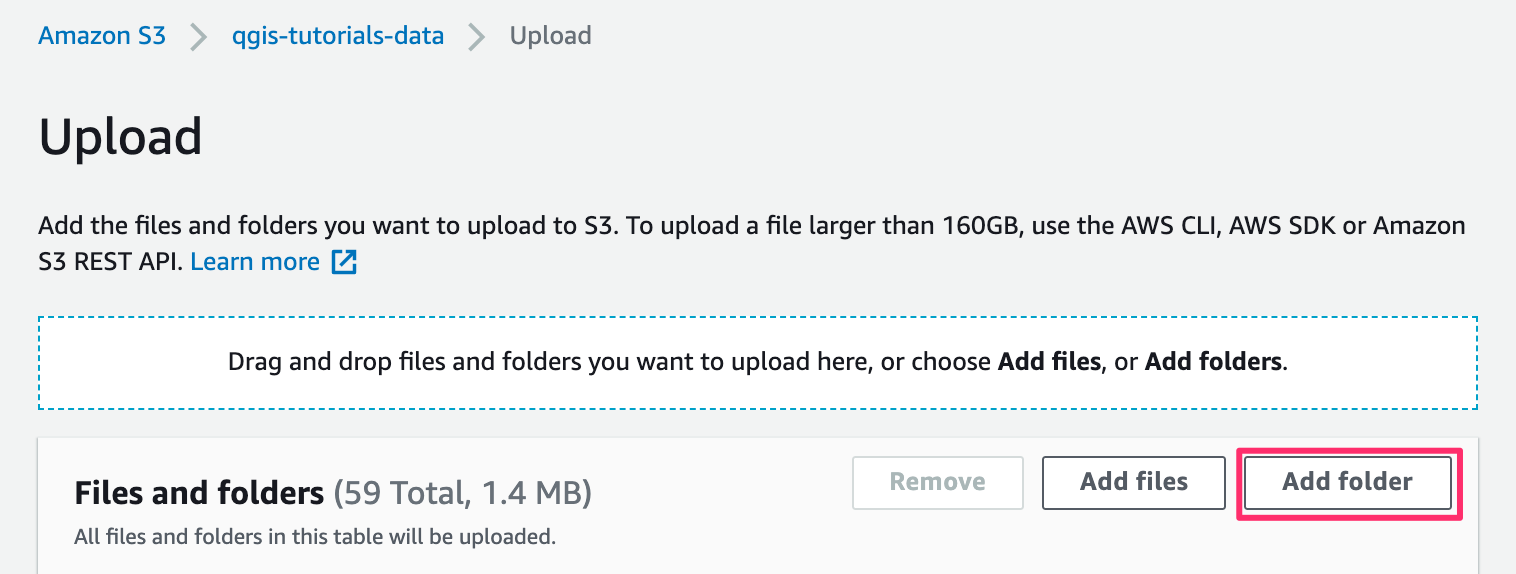 Amazon S3 > qgis-tutorials-data > Upload
Upload
Add the files and folders you want to upload to S3. To upload a file larger than 160GB, use the AWS CLI, AWS SDK or Amazon
S3 REST API. Learn more
Drag and drop files and folders you want to upload here, or choose Add files, or Add folders.
Files and folders (59 Total, 1.4 MB)
Remove
Add files
Add folder
All files and folders in this table will be uploaded.